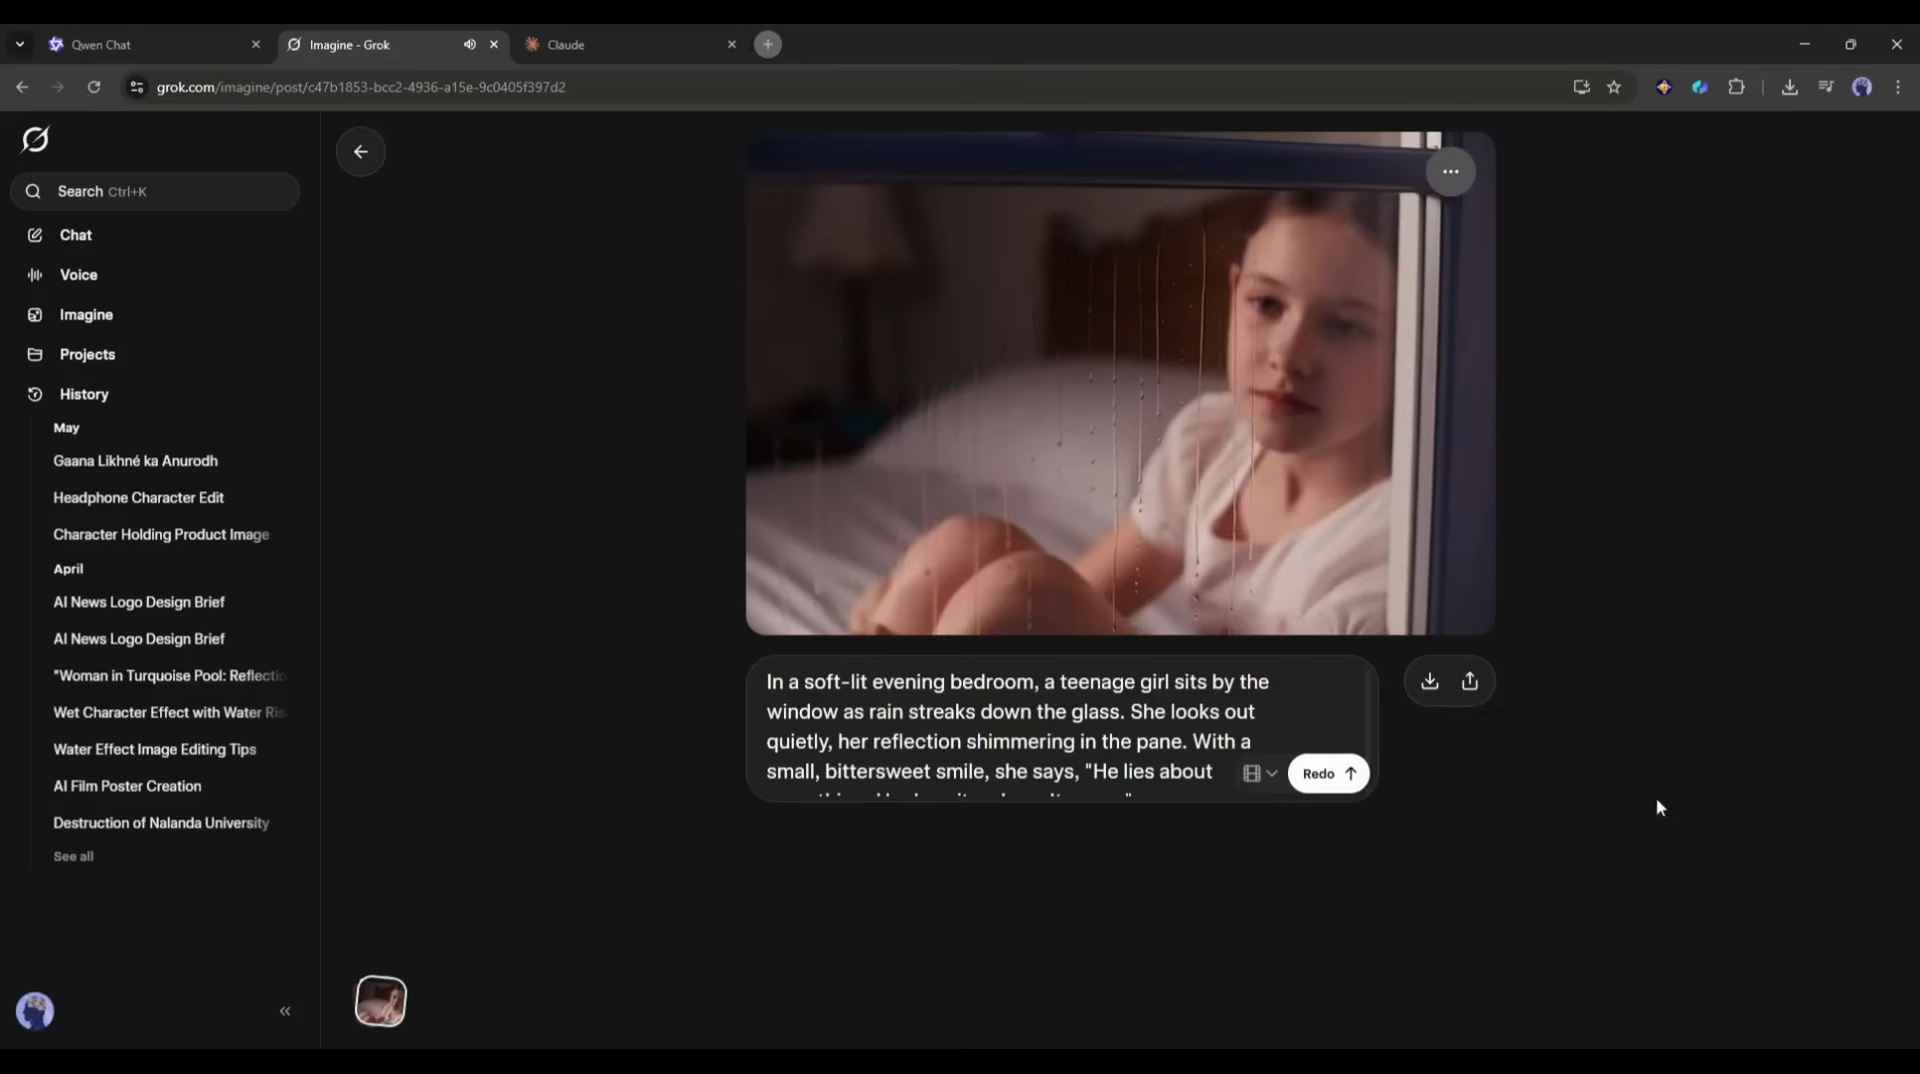 Qwen Chat
Imagine - Grok
Claude
grok.com/imagine/post/c47b1853-bcc2-4936-a15e-9c0405f397d2
Search Ctrl+K
Chat
Voice
Imagine
Projects
History
May
Gaana Likhné ka Anurodh
Headphone Character Edit
Character Holding Product Image
April
AI News Logo Design Brief
AI News Logo Design Brief
"Woman in Turquoise Pool: Reflectio
Wet Character Effect with Water Ris
Water Effect Image Editing Tips
AI Film Poster Creation
Destruction of Nalanda University
See all
In a soft-lit evening bedroom, a teenage girl sits by the
window as rain streaks down the glass. She looks out
quietly, her reflection shimmering in the pane. With a
small, bittersweet smile, she says, "He lies about
Redo